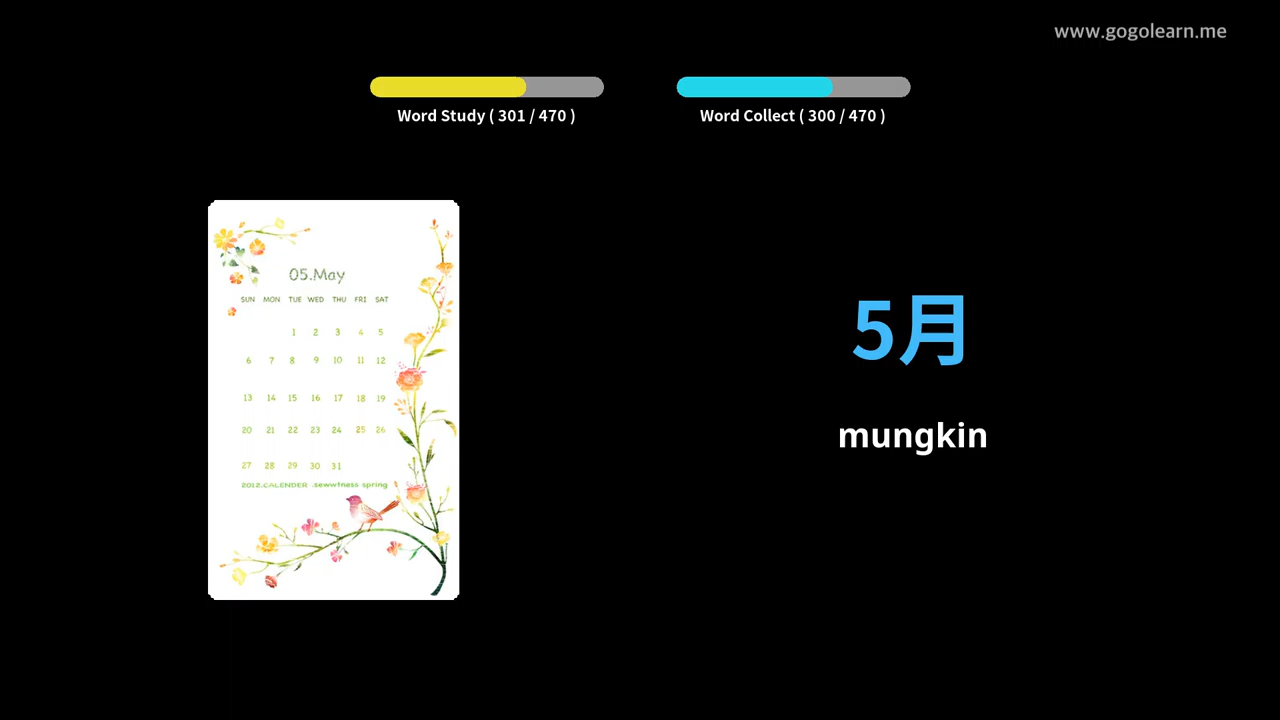 www.gogolearn.me
Word Study ( 301 / 470 )
Word Collect ( 300 / 470 )
05.May
SUN MON TUE WED THU FRI SAT
1 2 3 4 5
6 7 8 9 10 11 12
13 14 15 16 17 18 19
20 21 22 23 24 25 26
27 28 29 30 31
2012.CALENDER .sewwtness spring
5月
mungkin